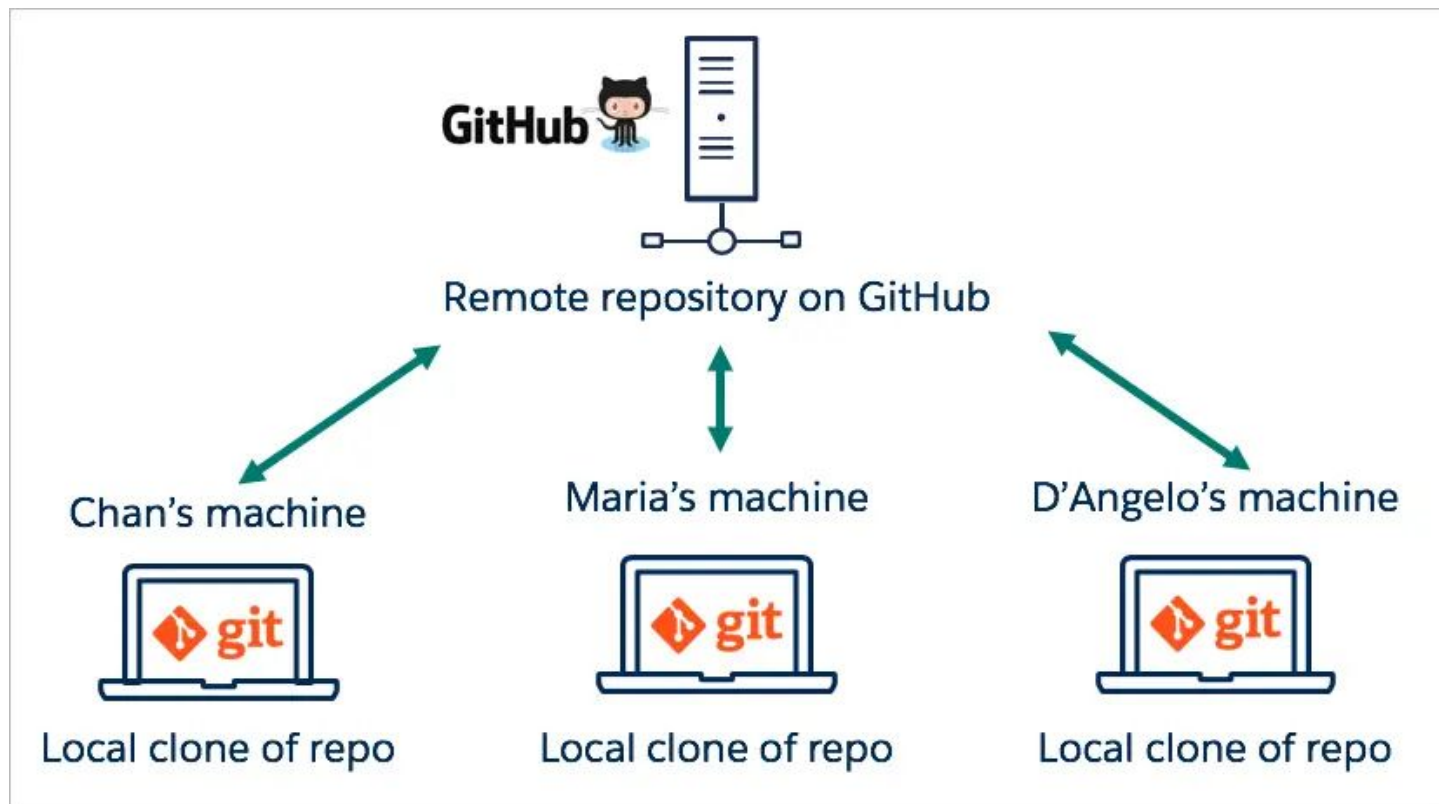 GitHub
Remote repository on GitHub
Chan's machine
Maria's machine
D'Angelo's machine
git
git
git
Local clone of repo
Local clone of repo
Local clone of repo